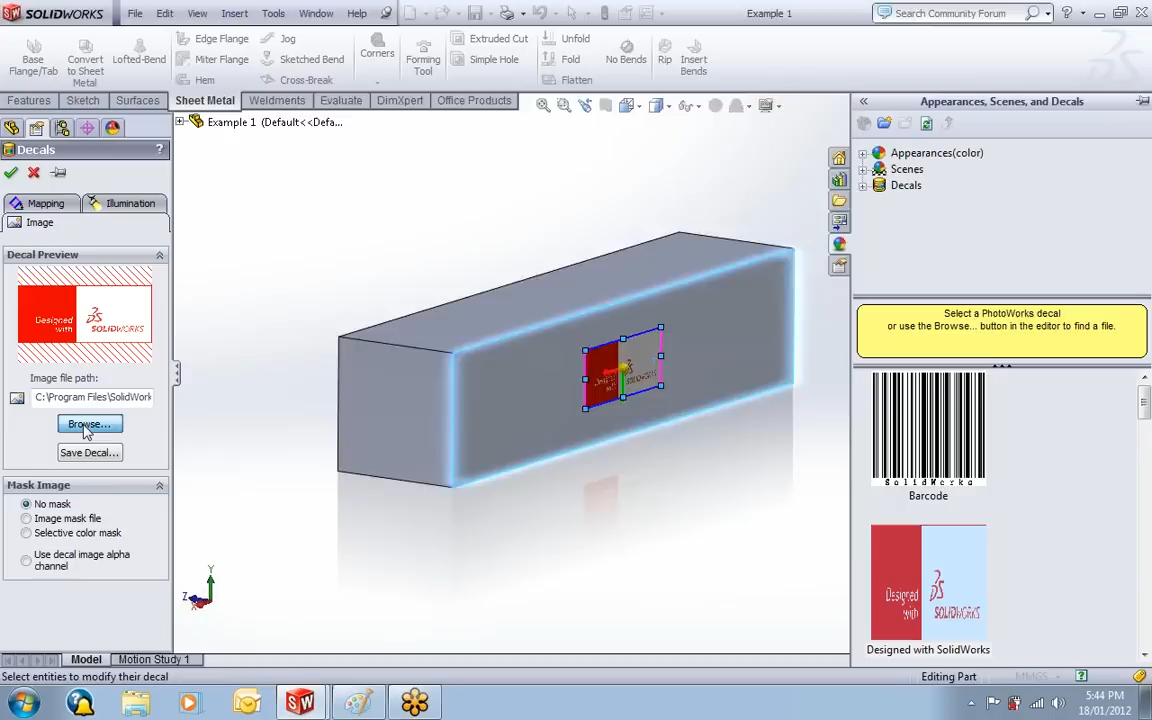 SOLIDWORKS File Edit View Insert Tools Window Help Example 1 Search Community Forum
Base Flange/Tab
Convert to Sheet Metal
Lofted-Bend
Edge Flange
Miter Flange
Hem
Jog
Sketched Bend
Cross-Break
Corners
Forming Tool
Extruded Cut
Simple Hole
Unfold
Fold
Flatten
No Bends
Rip
Insert Bends
Features Sketch Surfaces Sheet Metal Weldments Evaluate DimXpert Office Products
Example 1 (Default<<Defa...
Decals ?
Mapping Illumination
Image
Decal Preview
Designed with
SOLIDWORKS
Image file path:
C:\Program Files\SolidWork
Browse...
Save Decal...
Mask Image
No mask
Image mask file
Selective color mask
Use decal image alpha
channel
Y
Z
X
Appearances, Scenes, and Decals
Appearances(color)
Scenes
Decals
Select a PhotoWorks decal
or use the Browse... button in the editor to find a file.
SolidWorks
Barcode
Designed with
SOLIDWORKS
Designed with SolidWorks
Model Motion Study 1
Select entities to modify their decal Editing Part MMGS
5:44 PM
18/01/2012